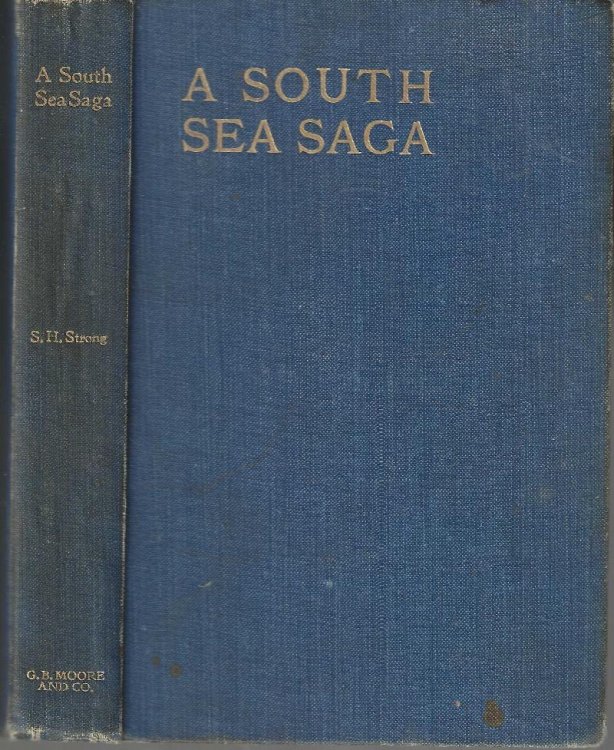 A South
Sea Saga
S. H. Strong
G. B. MOORE
AND CO.
A SOUTH
SEA SAGA